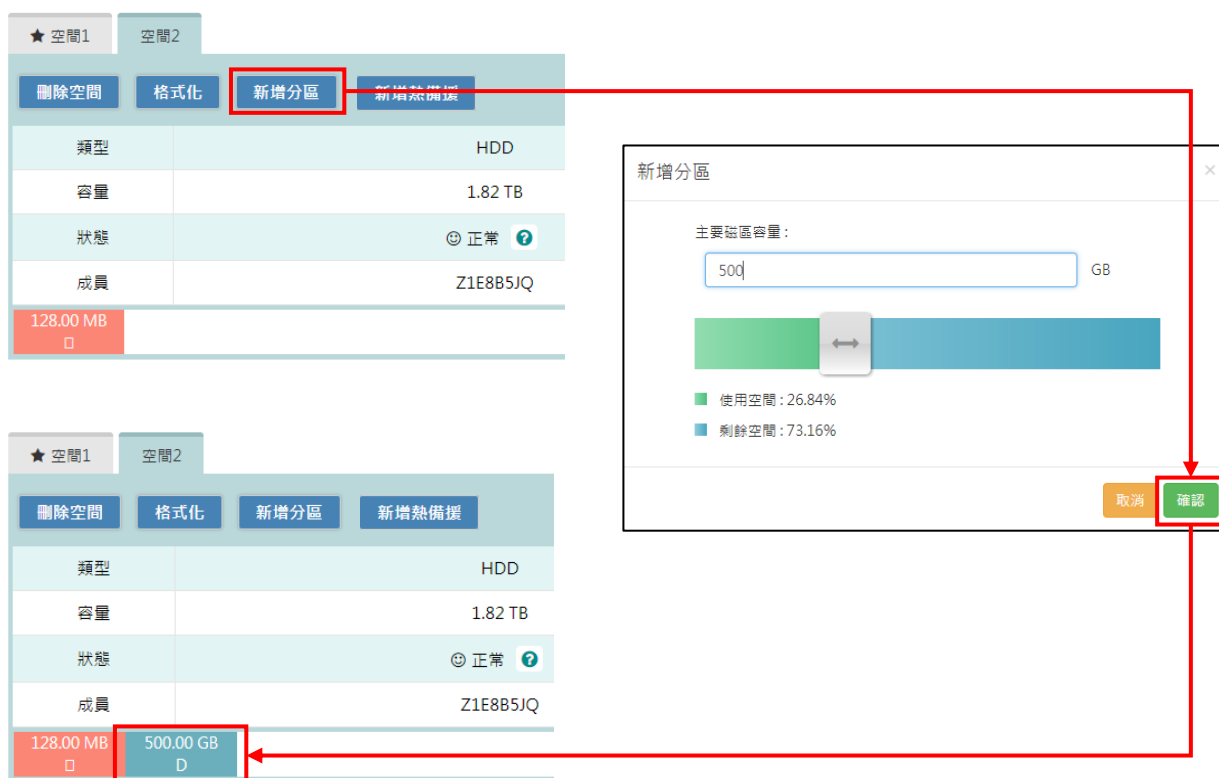 ★ 空間1 空間2
刪除空間 格式化 新增分區 新增熱備援
類型 HDD
容量 1.82 TB
狀態 正常 ?
成員 Z1E8B5JQ
128.00 MB
新增分區 ×
主要磁區容量 :
500 GB
使用空間 : 26.84%
剩餘空間 : 73.16%
取消 確認
★ 空間1 空間2
刪除空間 格式化 新增分區 新增熱備援
類型 HDD
容量 1.82 TB
狀態 正常 ?
成員 Z1E8B5JQ
128.00 MB 500.00 GB
D